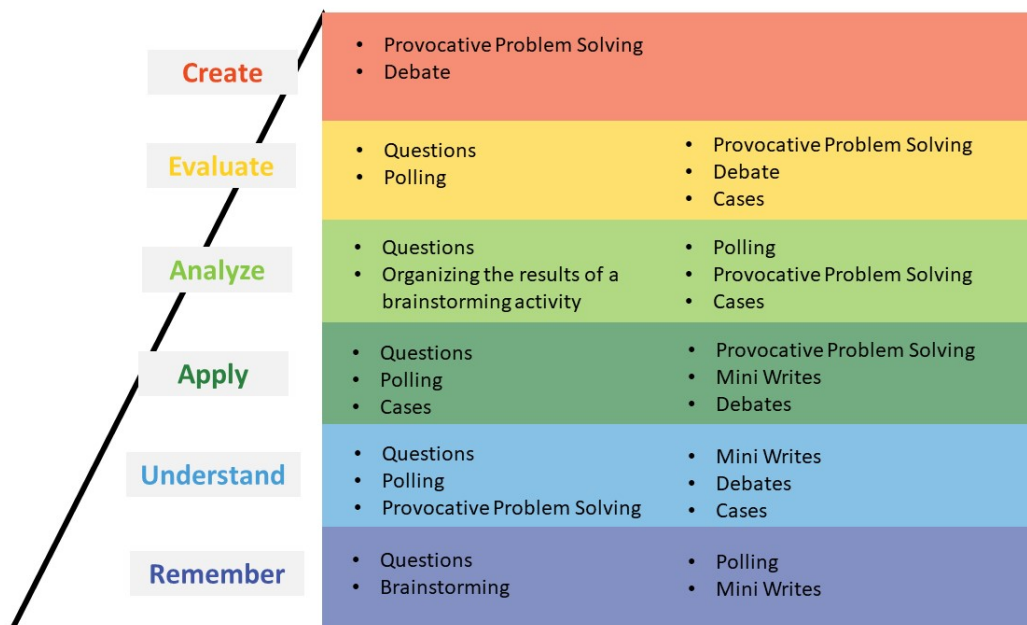 Create
• Provocative Problem Solving
• Debate
Evaluate
• Questions
• Polling
• Provocative Problem Solving
• Debate
• Cases
Analyze
• Questions
• Organizing the results of a
brainstorming activity
• Polling
• Provocative Problem Solving
• Cases
Apply
• Questions
• Polling
• Cases
• Provocative Problem Solving
• Mini Writes
• Debates
Understand
• Questions
• Polling
• Provocative Problem Solving
• Mini Writes
• Debates
• Cases
Remember
• Questions
• Brainstorming
• Polling
• Mini Writes